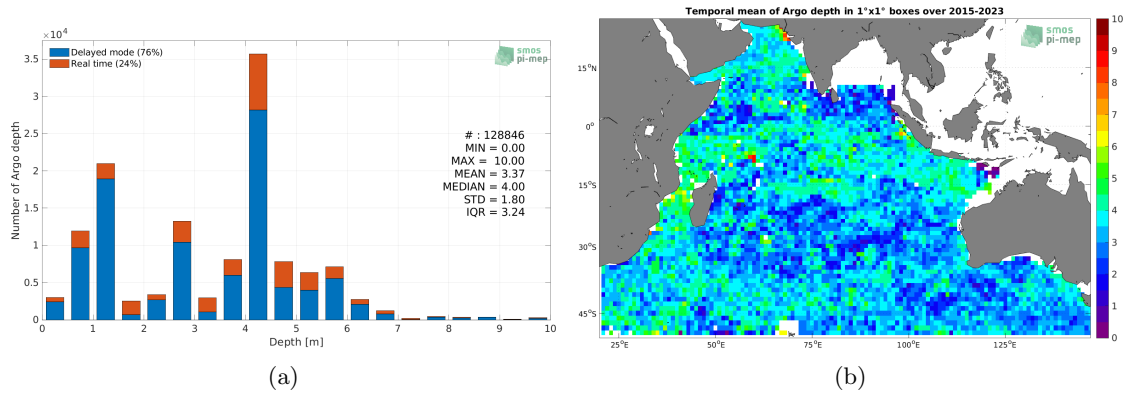 ×10⁴
Delayed mode (76%)
Real time (24%)
smos
pi-mep
# : 128846
MIN = 0.00
MAX = 10.00
MEAN = 3.37
MEDIAN = 4.00
STD = 1.80
IQR = 3.24
Number of Argo depth
3.5
3
2.5
2
1.5
1
0.5
0
0 1 2 3 4 5 6 7 8 9 10
Depth [m]
(a)
Temporal mean of Argo depth in 1°x1° boxes over 2015-2023
smos
pi-mep
15°N
0°
15°S
30°S
45°S
25°E 50°E 75°E 100°E 125°E
10
9
8
7
6
5
4
3
2
1
0
(b)